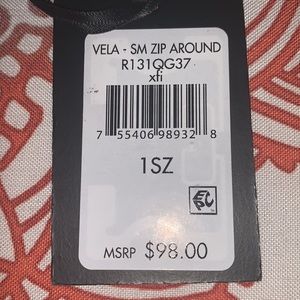 VELA - SM ZIP AROUND
R131QG37
xfi
7 55406 98932 8
1SZ
MSRP $98.00